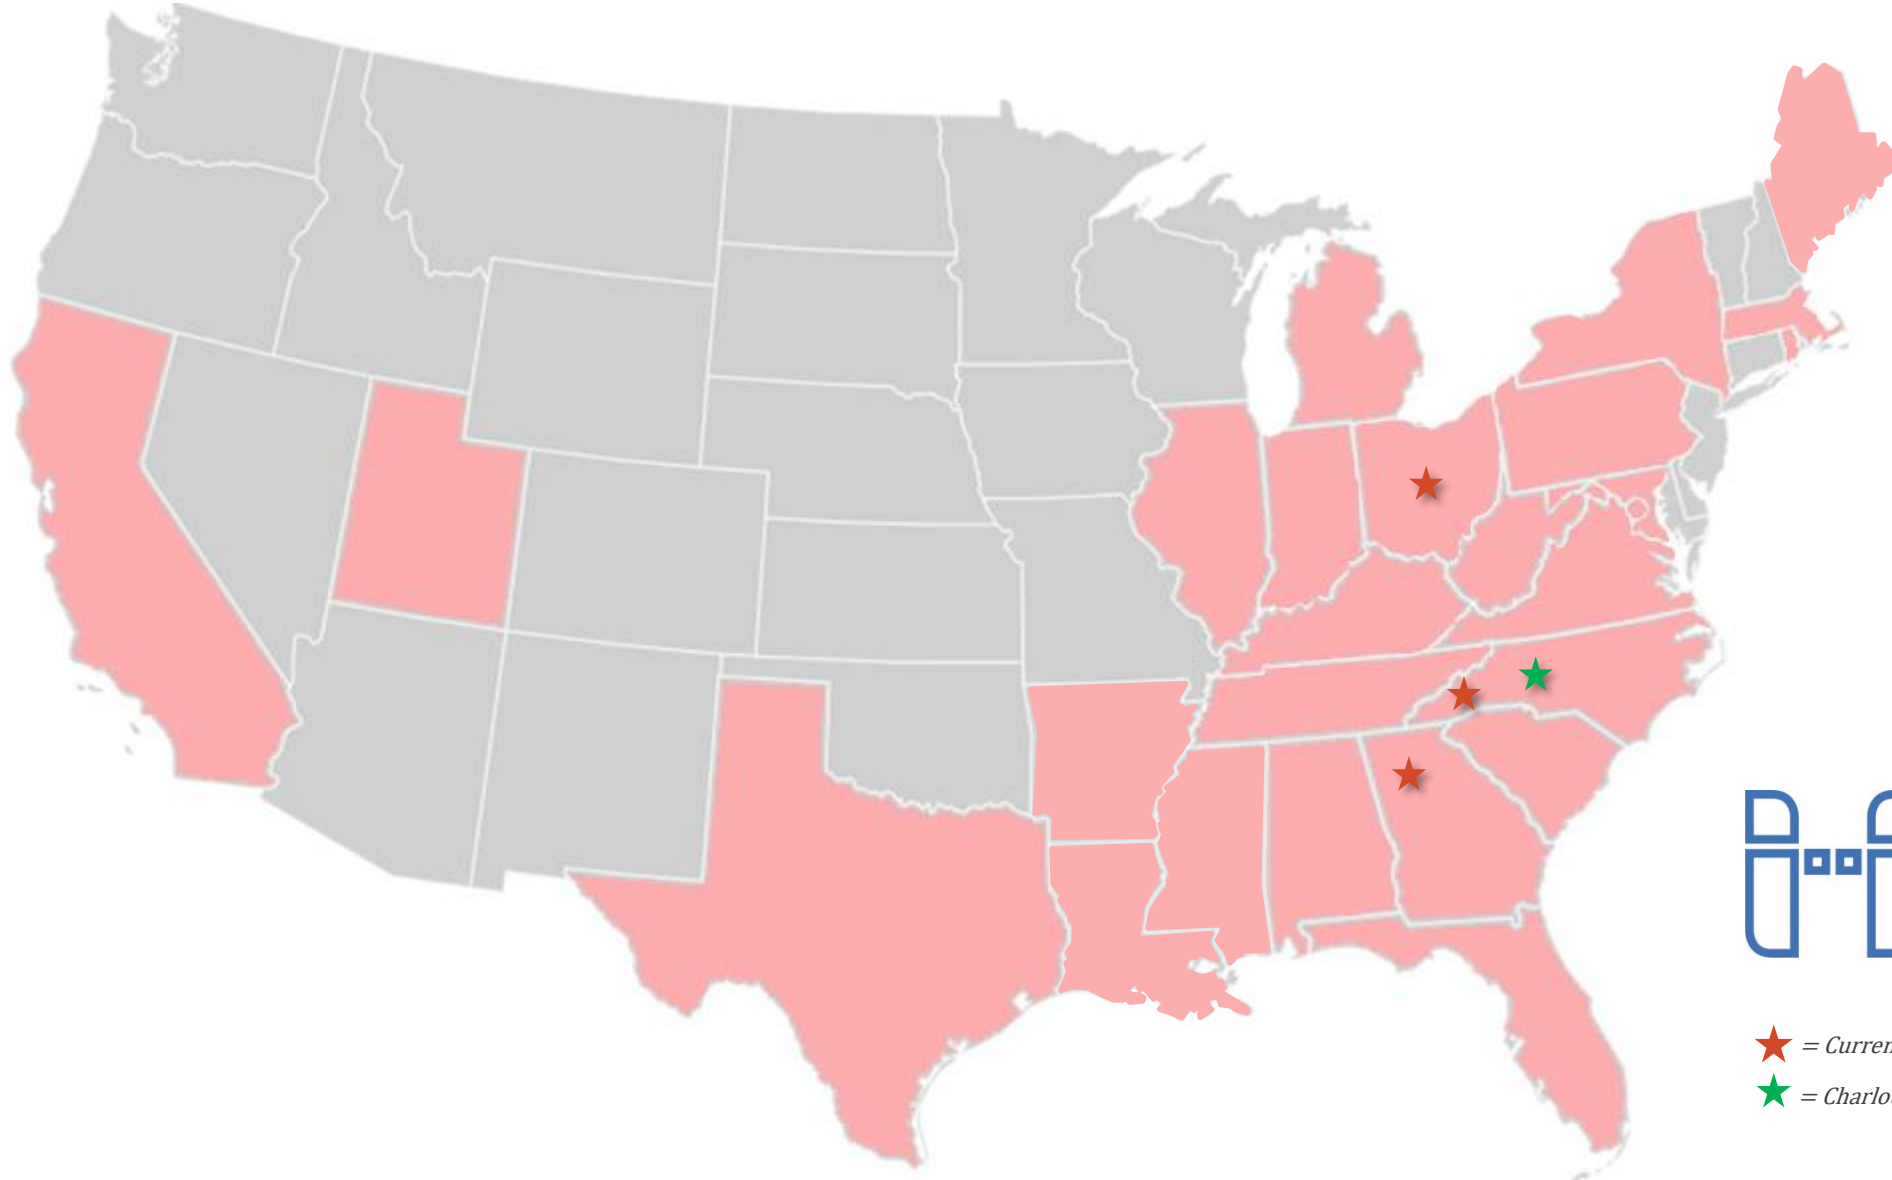 = Curren
= Charlo